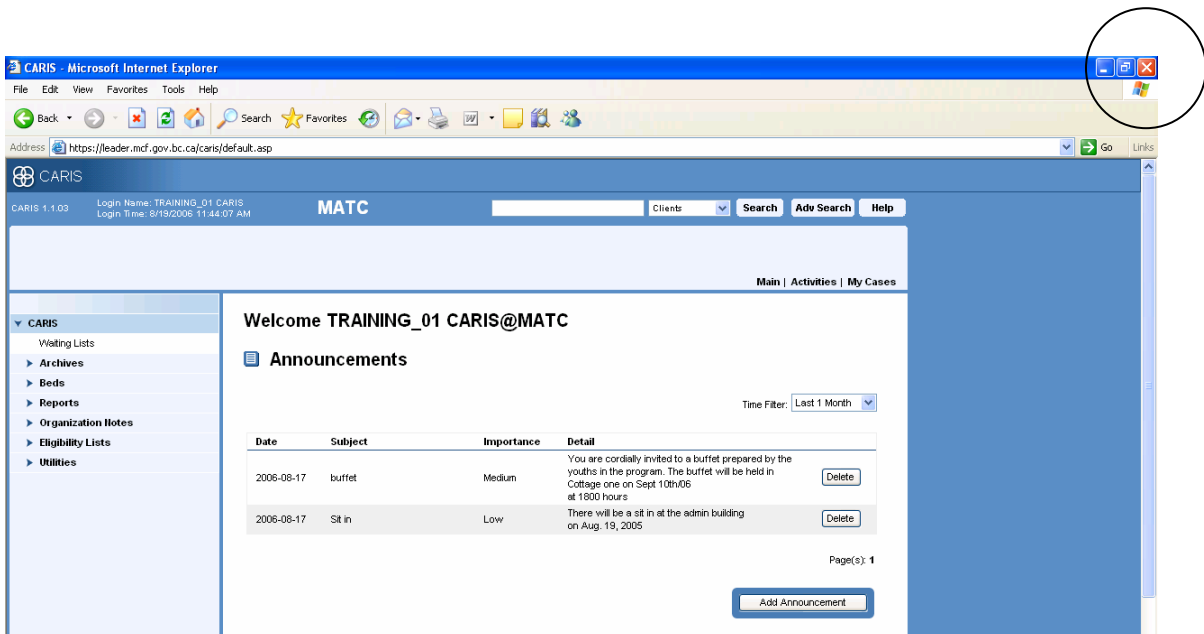 CARIS - Microsoft Internet Explorer
File Edit View Favorites Tools Help
Back Search Favorites
Address https://leader.mcf.gov.bc.ca/caris/default.asp Go Links
CARIS
CARIS 1.1.03 Login Name: TRAINING_01 CARIS
Login Time: 8/19/2006 11:44:07 AM
MATC Clients Search Adv Search Help
Main | Activities | My Cases
CARIS
Waiting Lists
Archives
Beds
Reports
Organization Notes
Eligibility Lists
Utilities
Welcome TRAINING_01 CARIS@MATC
Announcements
Time Filter: Last 1 Month
Date Subject Importance Detail
2006-08-17 buffet Medium You are cordially invited to a buffet prepared by the
youths in the program. The buffet will be held in
Cottage one on Sept 10th/06
at 1800 hours
Delete
2006-08-17 Sit in Low There will be a sit in at the admin building
on Aug. 19, 2005
Delete
Page(s): 1
Add Announcement